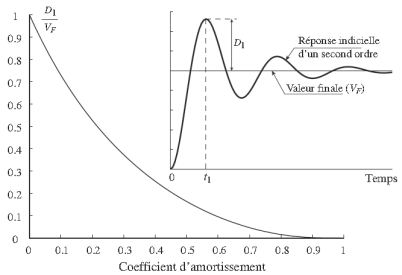 D1
VF
1
0.9
0.8
0.7
0.6
0.5
0.4
0.3
0.2
0.1
0
D1
Réponse indicielle
d'un second ordre
Valeur finale (VF)
0
t1
Temps
0 0.1 0.2 0.3 0.4 0.5 0.6 0.7 0.8 0.9 1
Coefficient d'amortissement